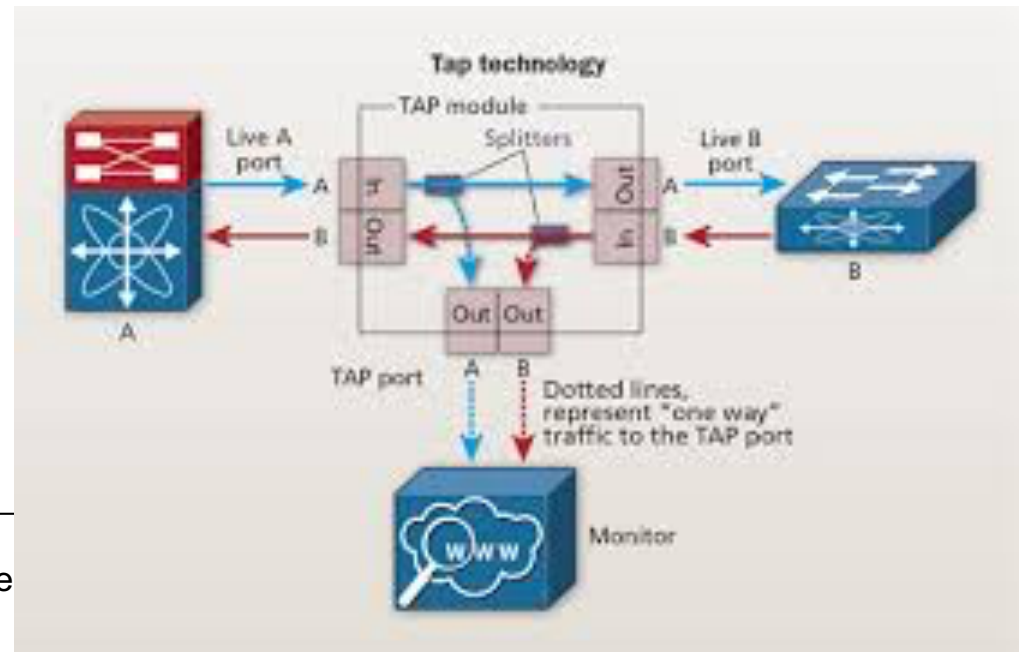 Tap technology
TAP module
Splitters
Live A
port
Live B
port
A
In
Out
A
B
Out
In
B
A
B
Out Out
TAP port
A
B
Dotted lines,
represent "one way"
traffic to the TAP port
Monitor
www
e